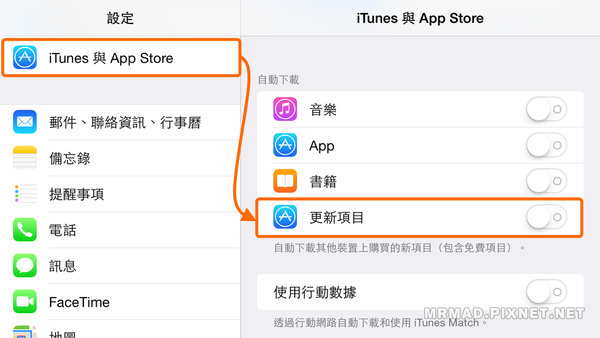 設定
iTunes 與 App Store
郵件、聯絡資訊、行事曆
備忘錄
提醒事項
電話
訊息
FaceTime
地圖
iTunes 與 App Store
自動下載
音樂
App
書籍
更新項目
自動下載其他裝置上購買的新項目（包含免費項目）。
使用行動數據
透過行動網路自動下載和使用 iTunes Match。
MRMAD.PIXNET.NET